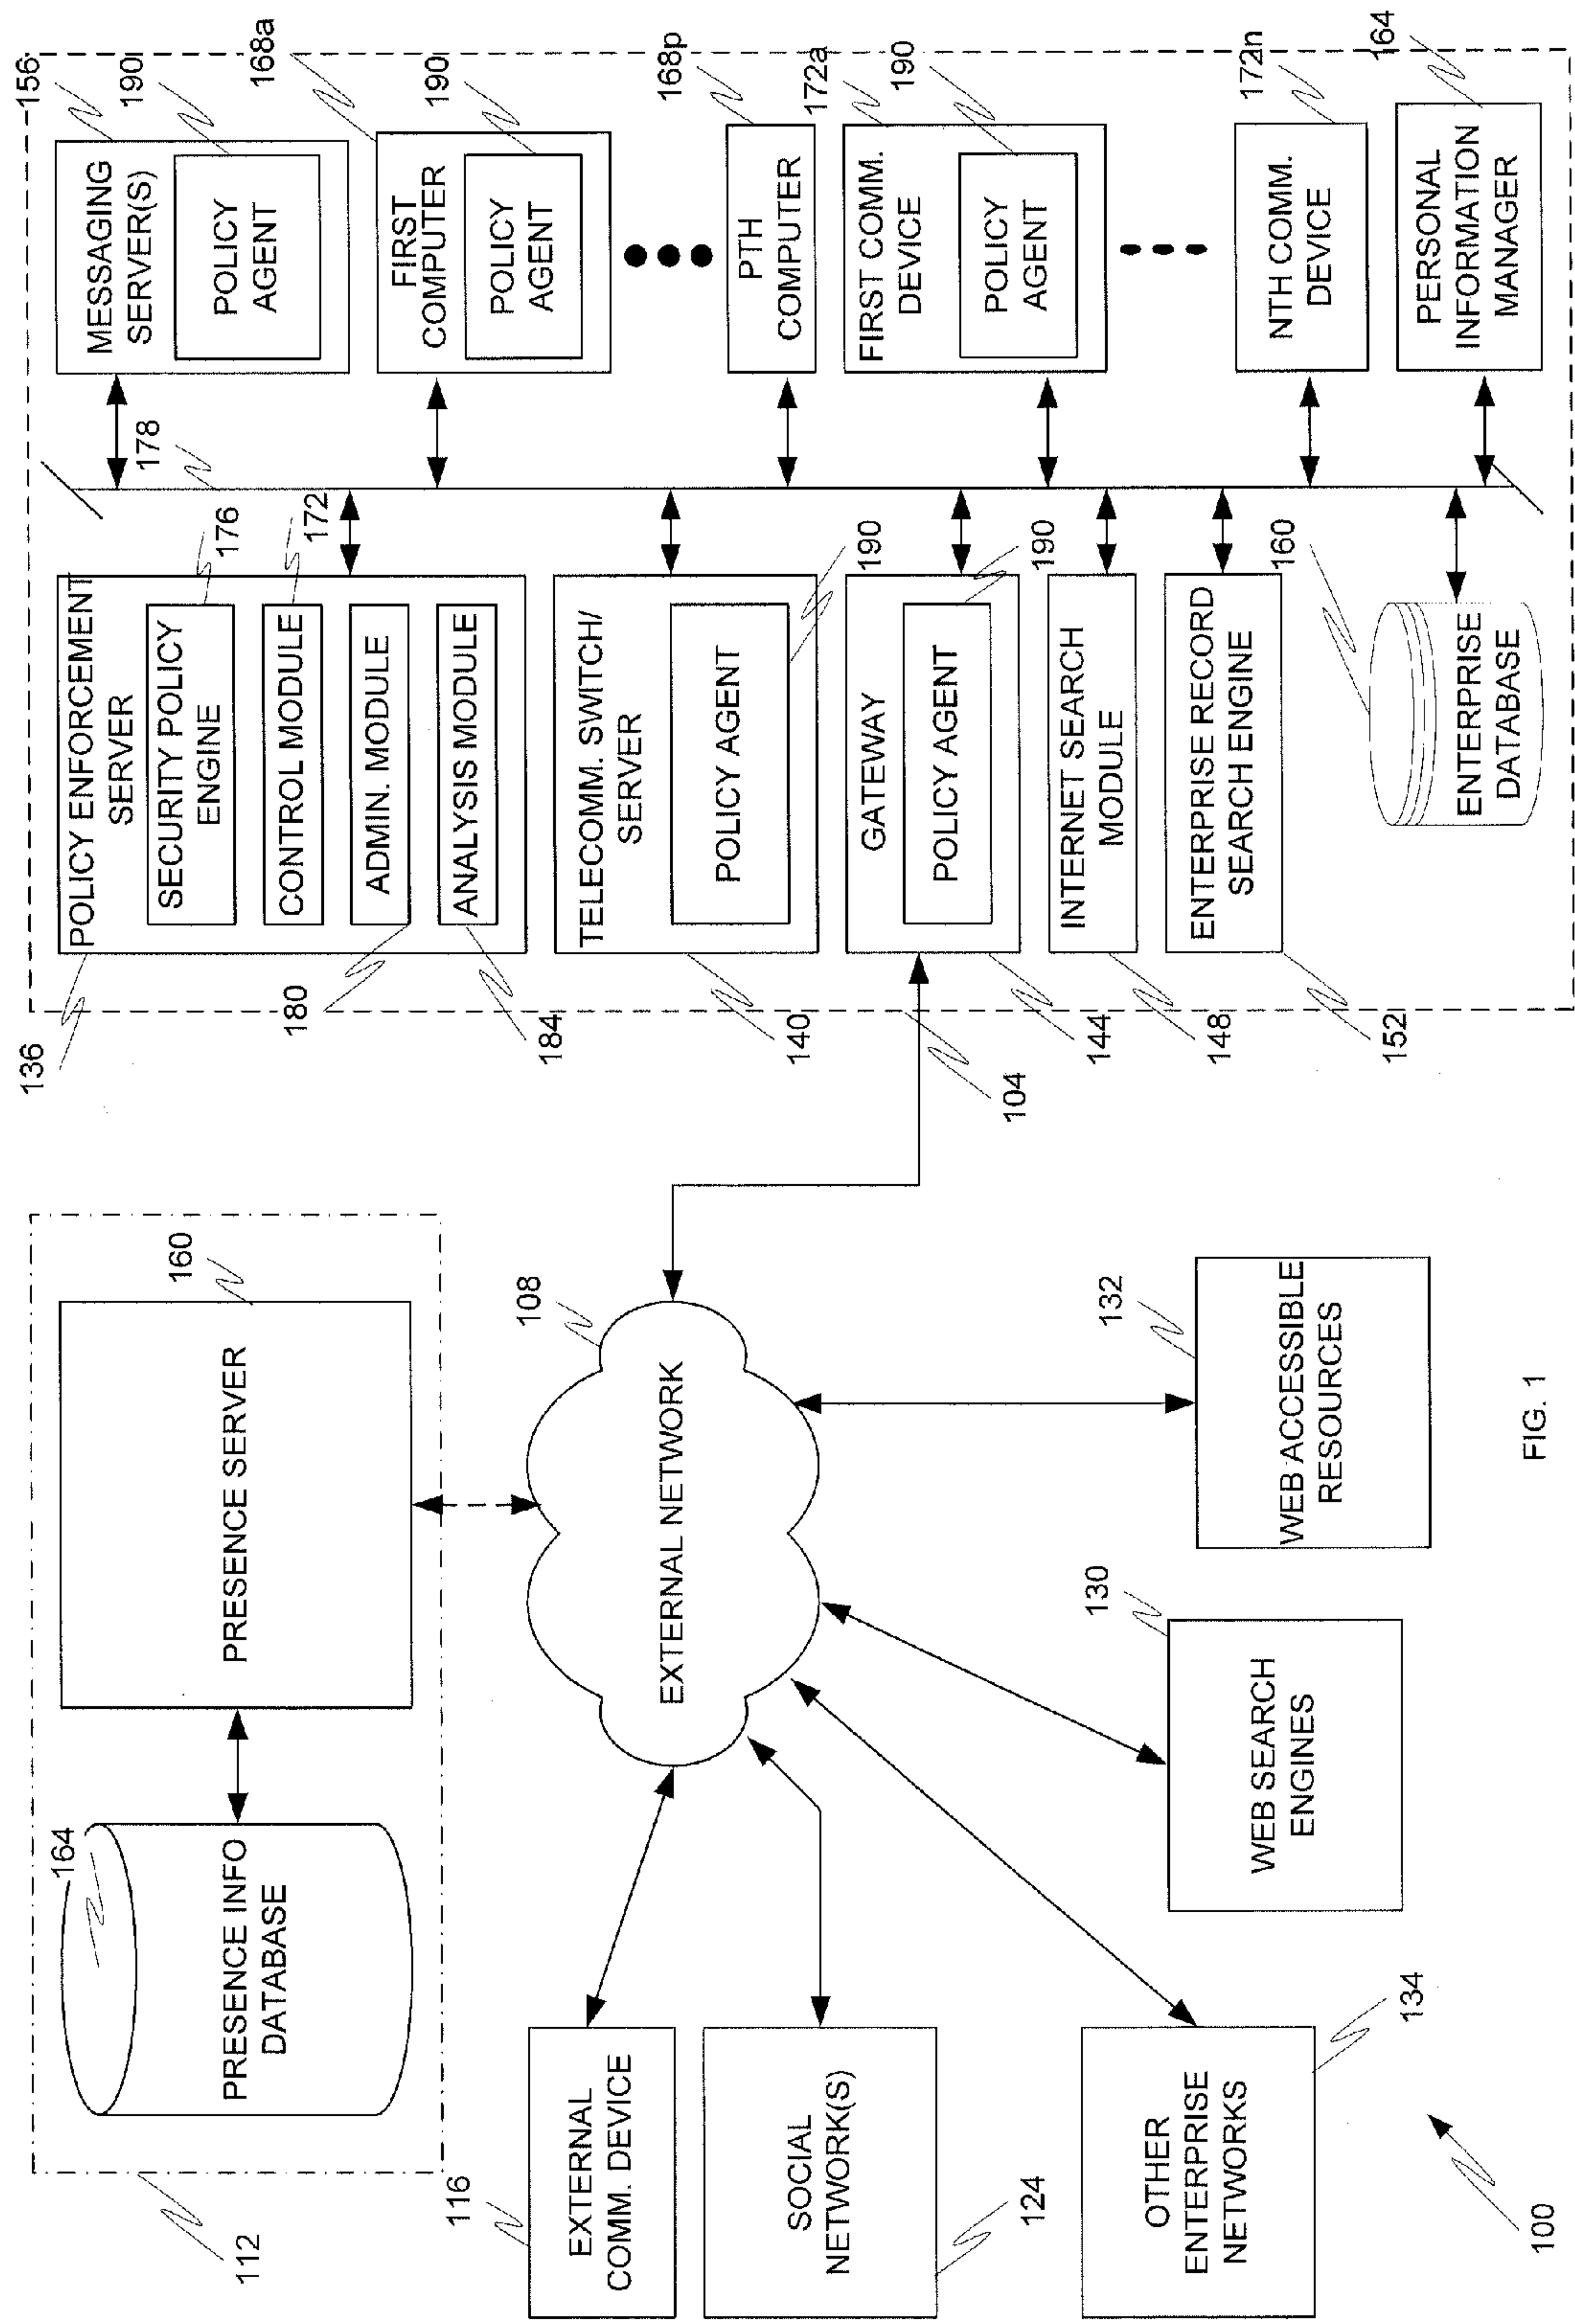 112
164
PRESENCE INFO
DATABASE
160
PRESENCE SERVER
116
EXTERNAL
COMM. DEVICE
108
EXTERNAL NETWORK
SOCIAL
NETWORK(S)
124
OTHER
ENTERPRISE
NETWORKS
134
130
WEB SEARCH
ENGINES
132
WEB ACCESSIBLE
RESOURCES
100
FIG. 1
104
136
POLICY ENFORCEMENT
SERVER
SECURITY POLICY
ENGINE
176
CONTROL MODULE
172
ADMIN. MODULE
180
ANALYSIS MODULE
184
TELECOMM. SWITCH/
SERVER
POLICY AGENT
190
140
GATEWAY
POLICY AGENT
190
144
INTERNET SEARCH
MODULE
148
ENTERPRISE RECORD
SEARCH ENGINE
152
160
ENTERPRISE
DATABASE
178
156
MESSAGING
SERVER(S)
190
POLICY
AGENT
168a
FIRST
COMPUTER
190
POLICY
AGENT
168p
PTH
COMPUTER
172a
FIRST COMM.
DEVICE
190
POLICY
AGENT
172n
NTH COMM.
DEVICE
164
PERSONAL
INFORMATION
MANAGER